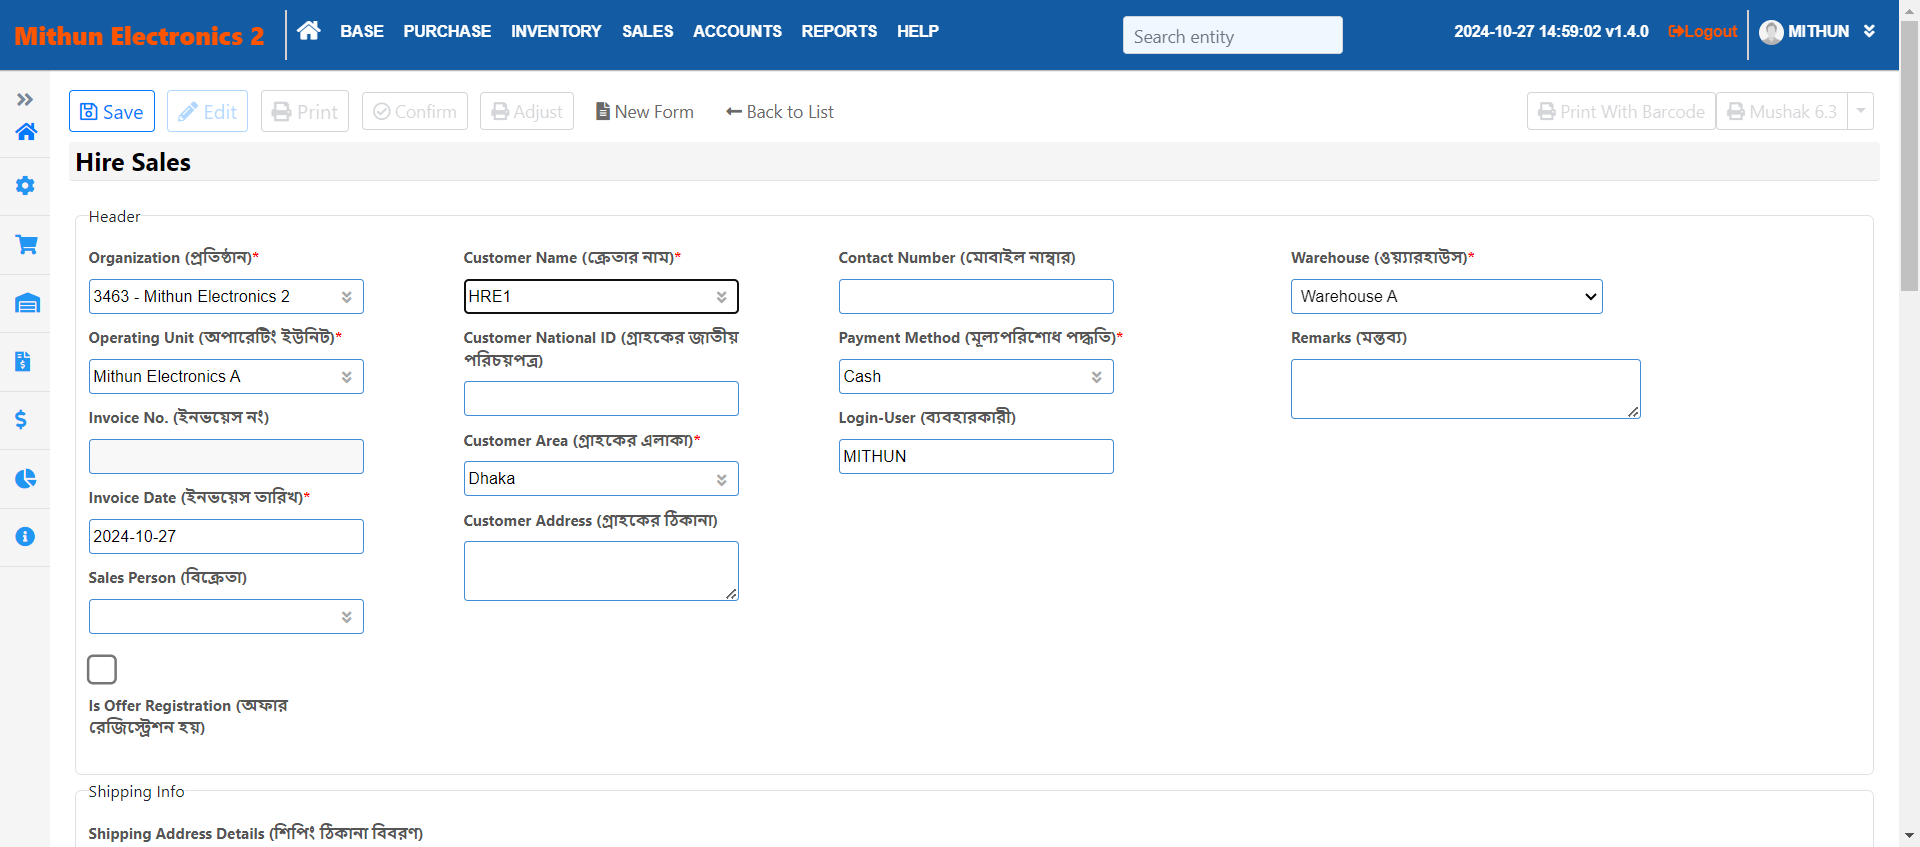 Mithun Electronics 2
BASE PURCHASE INVENTORY SALES ACCOUNTS REPORTS HELP
Search entity
2024-10-27 14:59:02 v1.4.0
Logout
MITHUN
Save
Edit
Print
Confirm
Adjust
New Form
Back to List
Print With Barcode
Mushak 6.3
Hire Sales
Header
Organization (প্রতিষ্ঠান)*
3463 - Mithun Electronics 2
Operating Unit (অপারেটিং ইউনিট)*
Mithun Electronics A
Invoice No. (ইনভয়েস নং)
Invoice Date (ইনভয়েস তারিখ)*
2024-10-27
Sales Person (বিক্রেতা)
Is Offer Registration (অফার
রেজিস্ট্রেশন হয়)
Customer Name (ক্রেতার নাম)*
HRE1
Customer National ID (গ্রাহকের জাতীয়
পরিচয়পত্র)
Customer Area (গ্রাহকের এলাকা)*
Dhaka
Customer Address (গ্রাহকের ঠিকানা)
Contact Number (মোবাইল নাম্বার)
Payment Method (মূল্যপরিশোধ পদ্ধতি)*
Cash
Login-User (ব্যবহারকারী)
MITHUN
Warehouse (ওয়্যারহাউস)*
Warehouse A
Remarks (মন্তব্য)
Shipping Info
Shipping Address Details (শিপিং ঠিকানা বিবরণ)